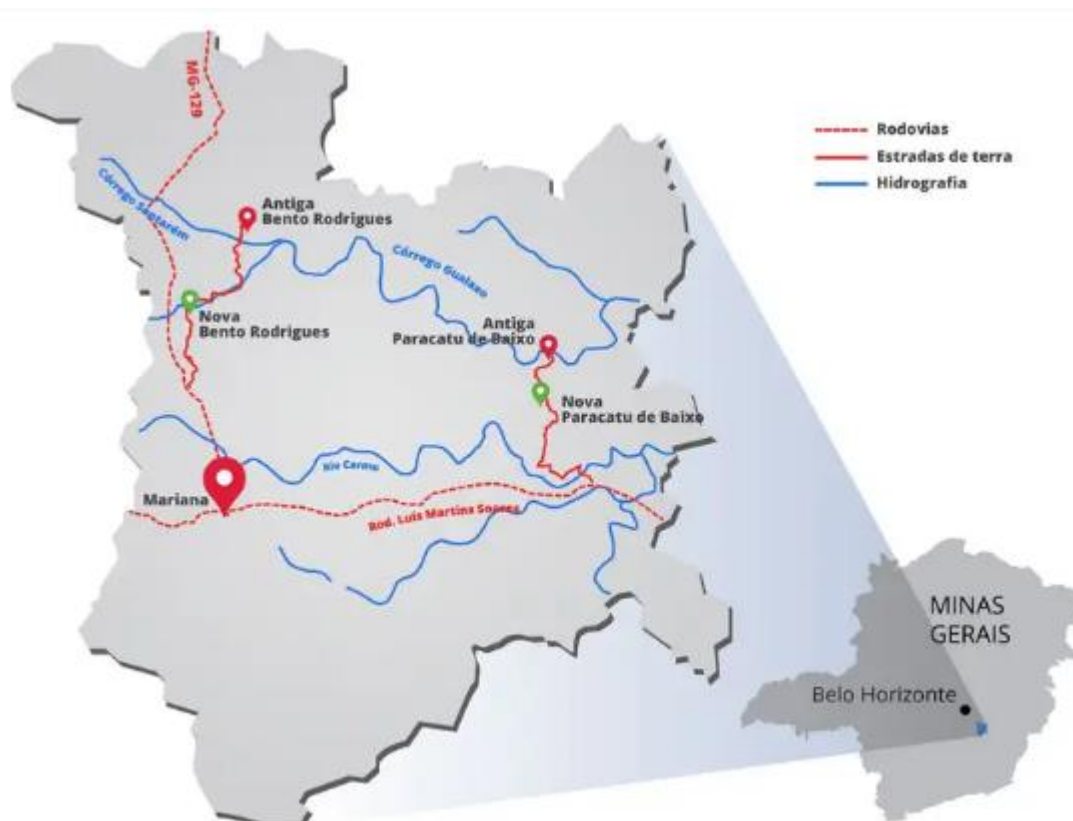 MG-129
Rodovias
Estradas de terra
Hidrografia
Córrego Santarém
Antiga
Bento Rodrigues
Córrego Gualaxo
Nova
Bento Rodrigues
Antiga
Paracatu de Baixo
Nova
Paracatu de Baixo
Rio Carmo
Mariana
Rod. Luis Martins Soares
MINAS
GERAIS
Belo Horizonte